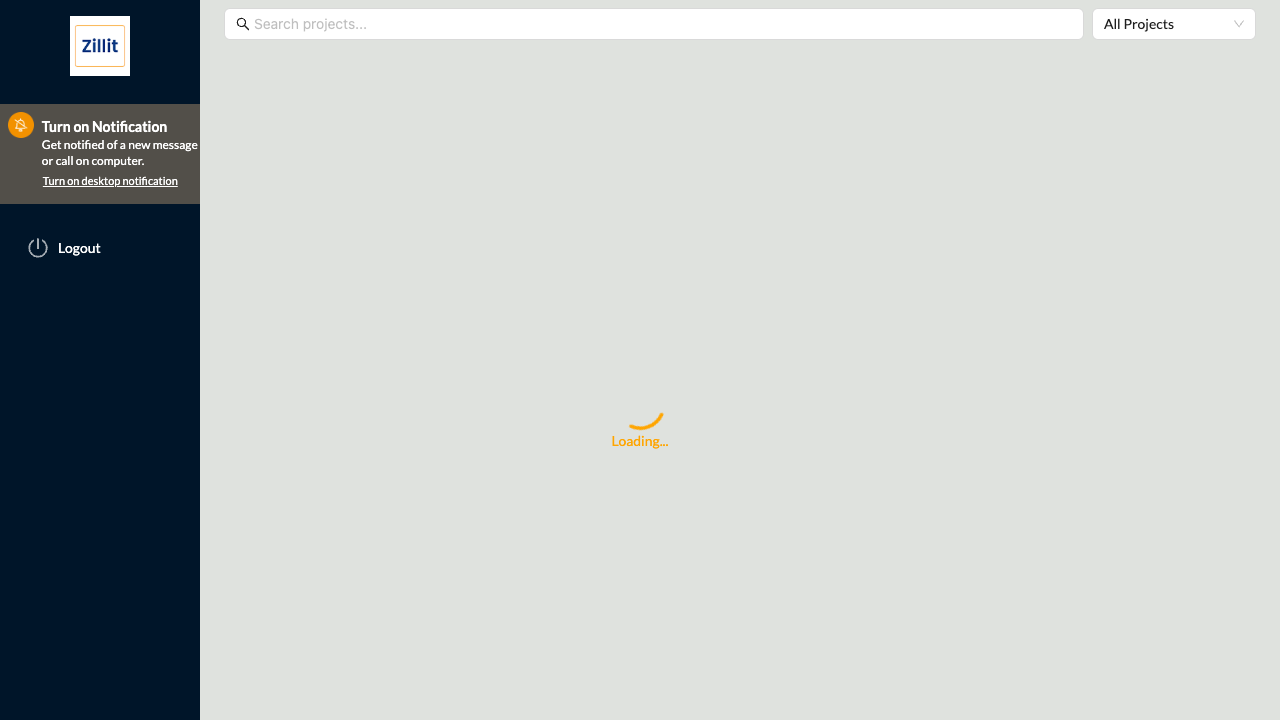 Zillit
Turn on Notification
Get notified of a new message
or call on computer.
Turn on desktop notification
Logout
Search projects...
All Projects
Loading...